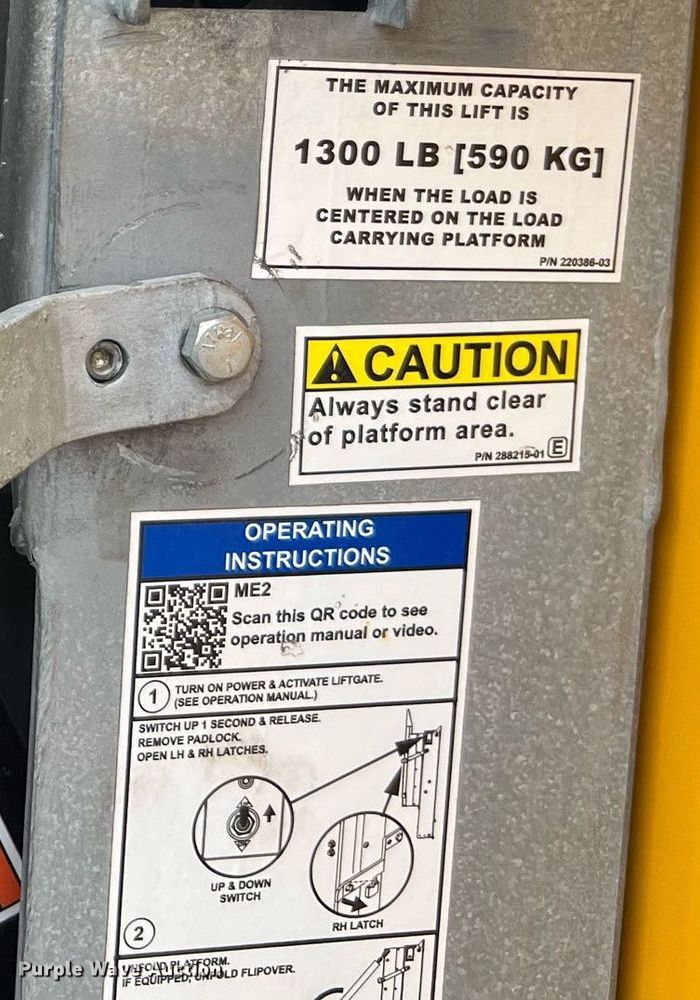 THE MAXIMUM CAPACITY
OF THIS LIFT IS
1300 LB [590 KG]
WHEN THE LOAD IS
CENTERED ON THE LOAD
CARRYING PLATFORM
P/N 220386-03
CAUTION
Always stand clear
of platform area.
P/N 288215-01 E
OPERATING
INSTRUCTIONS
ME2
Scan this QR code to see
operation manual or video.
1 TURN ON POWER & ACTIVATE LIFTGATE.
(SEE OPERATION MANUAL.)
SWITCH UP 1 SECOND & RELEASE.
REMOVE PADLOCK.
OPEN LH & RH LATCHES.
UP & DOWN
SWITCH
RH LATCH
2
UNFOLD PLATFORM.
IF EQUIPPED, UNFOLD FLIPOVER.
Purple Wave Auction